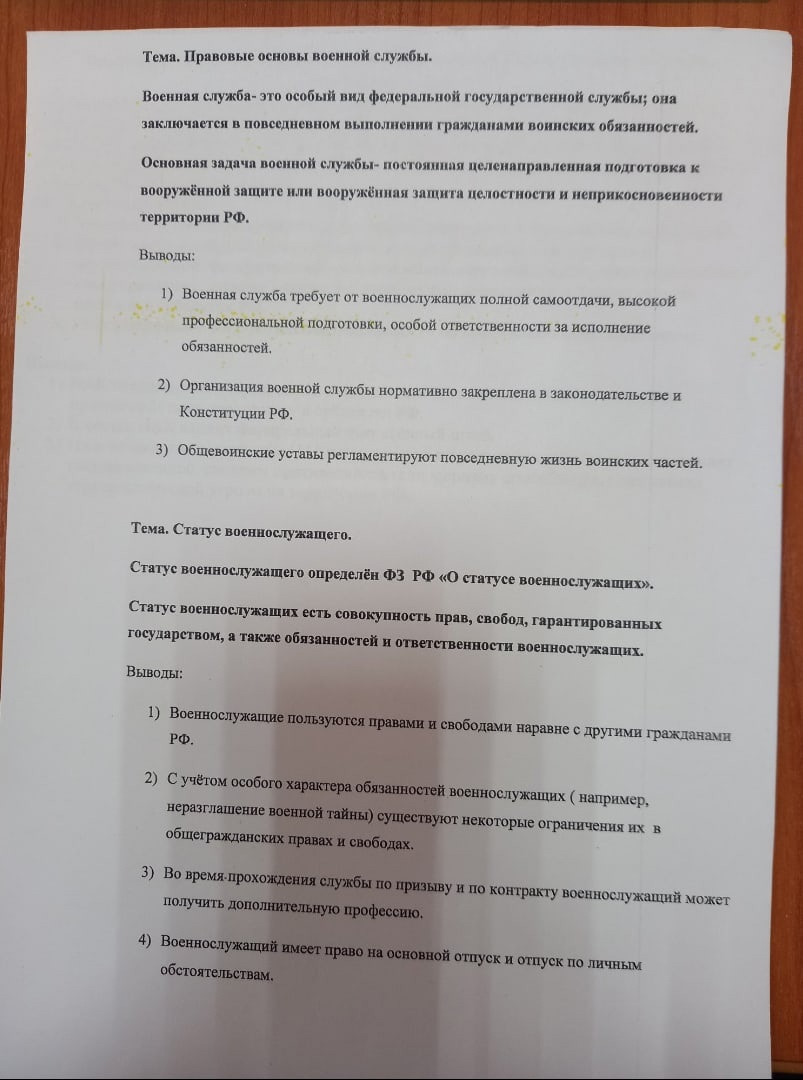 Тема. Правовые основы военной службы.
Военная служба- это особый вид федеральной государственной службы; она
заключается в повседневном выполнении гражданами воинских обязанностей.
Основная задача военной службы- постоянная целенаправленная подготовка к
вооружённой защите или вооружённая защита целостности и неприкосновенности
территории РФ.
Выводы:
1) Военная служба требует от военнослужащих полной самоотдачи, высокой
профессиональной подготовки, особой ответственности за исполнение
обязанностей.
2) Организация военной службы нормативно закреплена в законодательстве и
Конституции РФ.
3) Общевоинские уставы регламентируют повседневную жизнь воинских частей.
Тема. Статус военнослужащего.
Статус военнослужащего определён ФЗ РФ «О статусе военнослужащих».
Статус военнослужащих есть совокупность прав, свобод, гарантированных
государством, а также обязанностей и ответственности военнослужащих.
Выводы:
1) Военнослужащие пользуются правами и свободами наравне с другими гражданами
РФ.
2) С учётом особого характера обязанностей военнослужащих ( например,
неразглашение военной тайны) существуют некоторые ограничения их в
общегражданских правах и свободах.
3) Во время прохождения службы по призыву и по контракту военнослужащий может
получить дополнительную профессию.
4) Военнослужащий имеет право на основной отпуск и отпуск по личным
обстоятельствам.